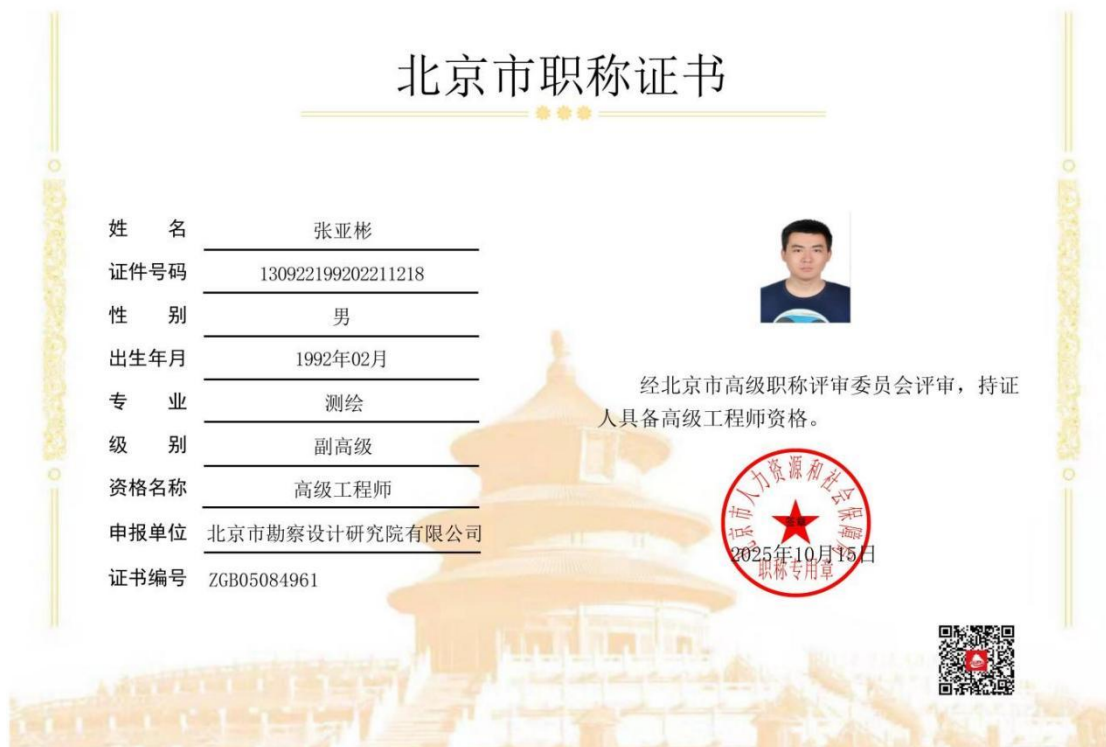 北京市职称证书
姓 名 张亚彬
证件号码 130922199202211218
性 别 男
出生年月 1992年02月
专 业 测绘
级 别 副高级
资格名称 高级工程师
申报单位 北京市勘察设计研究院有限公司
证书编号 ZGB05084961
经北京市高级职称评审委员会评审，持证
人具备高级工程师资格。
北京市人力资源和社会保障局
2025年10月15日
职称专用章